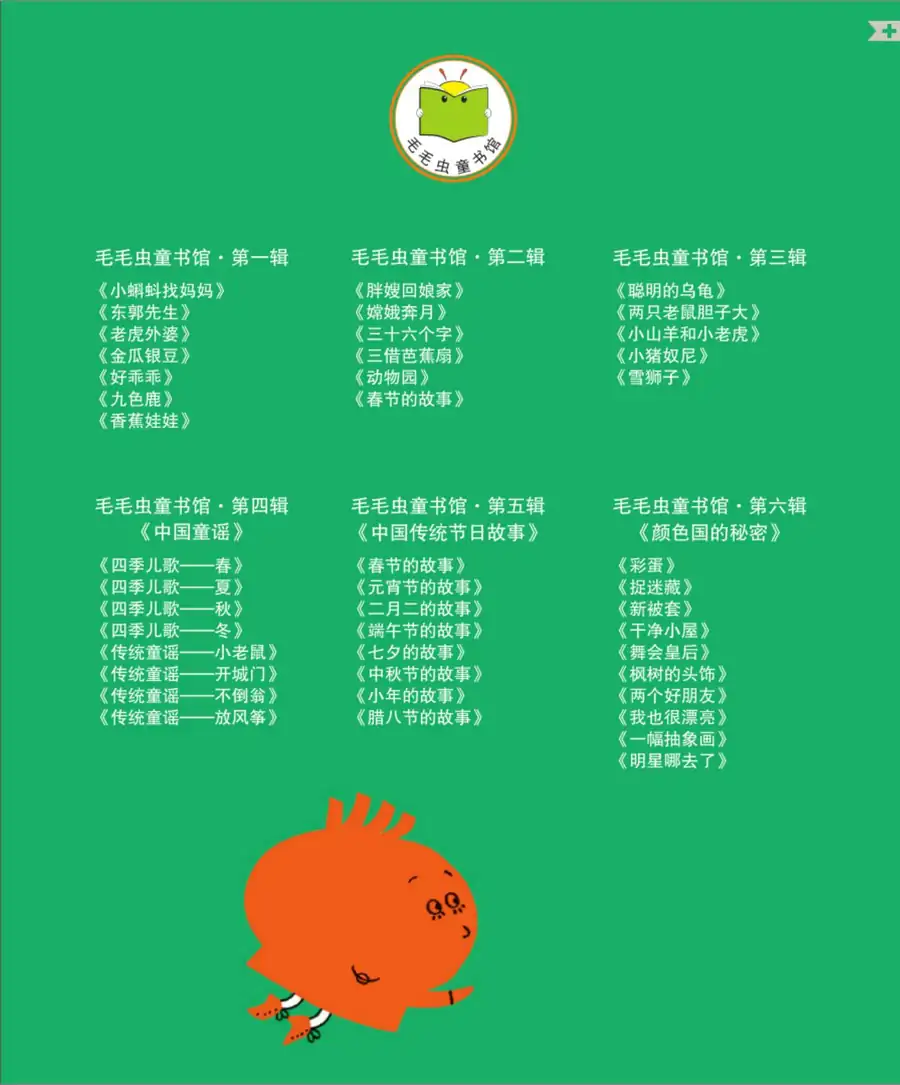 毛毛虫童书馆
毛毛虫童书馆·第一辑
《小蝌蚪找妈妈》
《东郭先生》
《老虎外婆》
《金瓜银豆》
《好乖乖》
《九色鹿》
《香蕉娃娃》
毛毛虫童书馆·第二辑
《胖嫂回娘家》
《嫦娥奔月》
《三十六个字》
《三借芭蕉扇》
《动物园》
《春节的故事》
毛毛虫童书馆·第三辑
《聪明的乌龟》
《两只老鼠胆子大》
《小山羊和小老虎》
《小猪奴尼》
《雪狮子》
毛毛虫童书馆·第四辑
《中国童谣》
《四季儿歌——春》
《四季儿歌——夏》
《四季儿歌——秋》
《四季儿歌——冬》
《传统童谣——小老鼠》
《传统童谣——开城门》
《传统童谣——不倒翁》
《传统童谣——放风筝》
毛毛虫童书馆·第五辑
《中国传统节日故事》
《春节的故事》
《元宵节的故事》
《二月二的故事》
《端午节的故事》
《七夕的故事》
《中秋节的故事》
《小年的故事》
《腊八节的故事》
毛毛虫童书馆·第六辑
《颜色国的秘密》
《彩蛋》
《捉迷藏》
《新被套》
《干净小屋》
《舞会皇后》
《枫树的头饰》
《两个好朋友》
《我也很漂亮》
《一幅抽象画》
《明星哪去了》